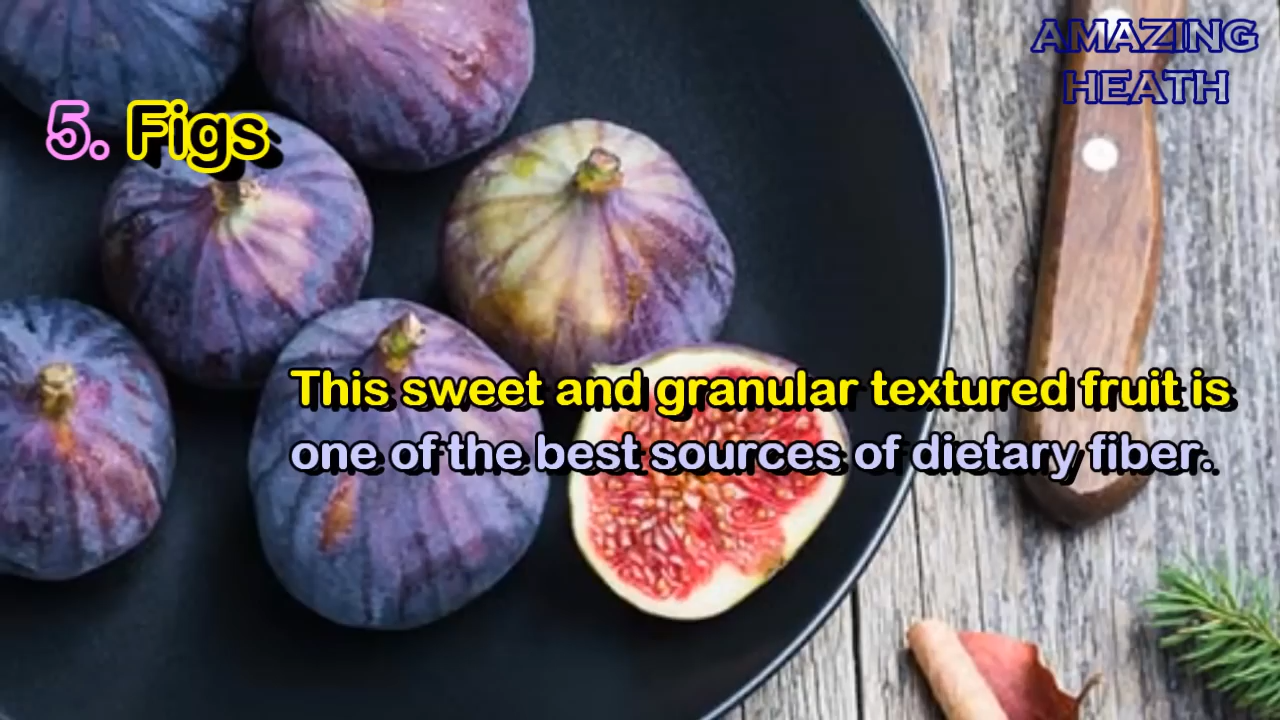 AMAZING
HEATH
5. Figs
This sweet and granular textured fruit is
one of the best sources of dietary fiber.